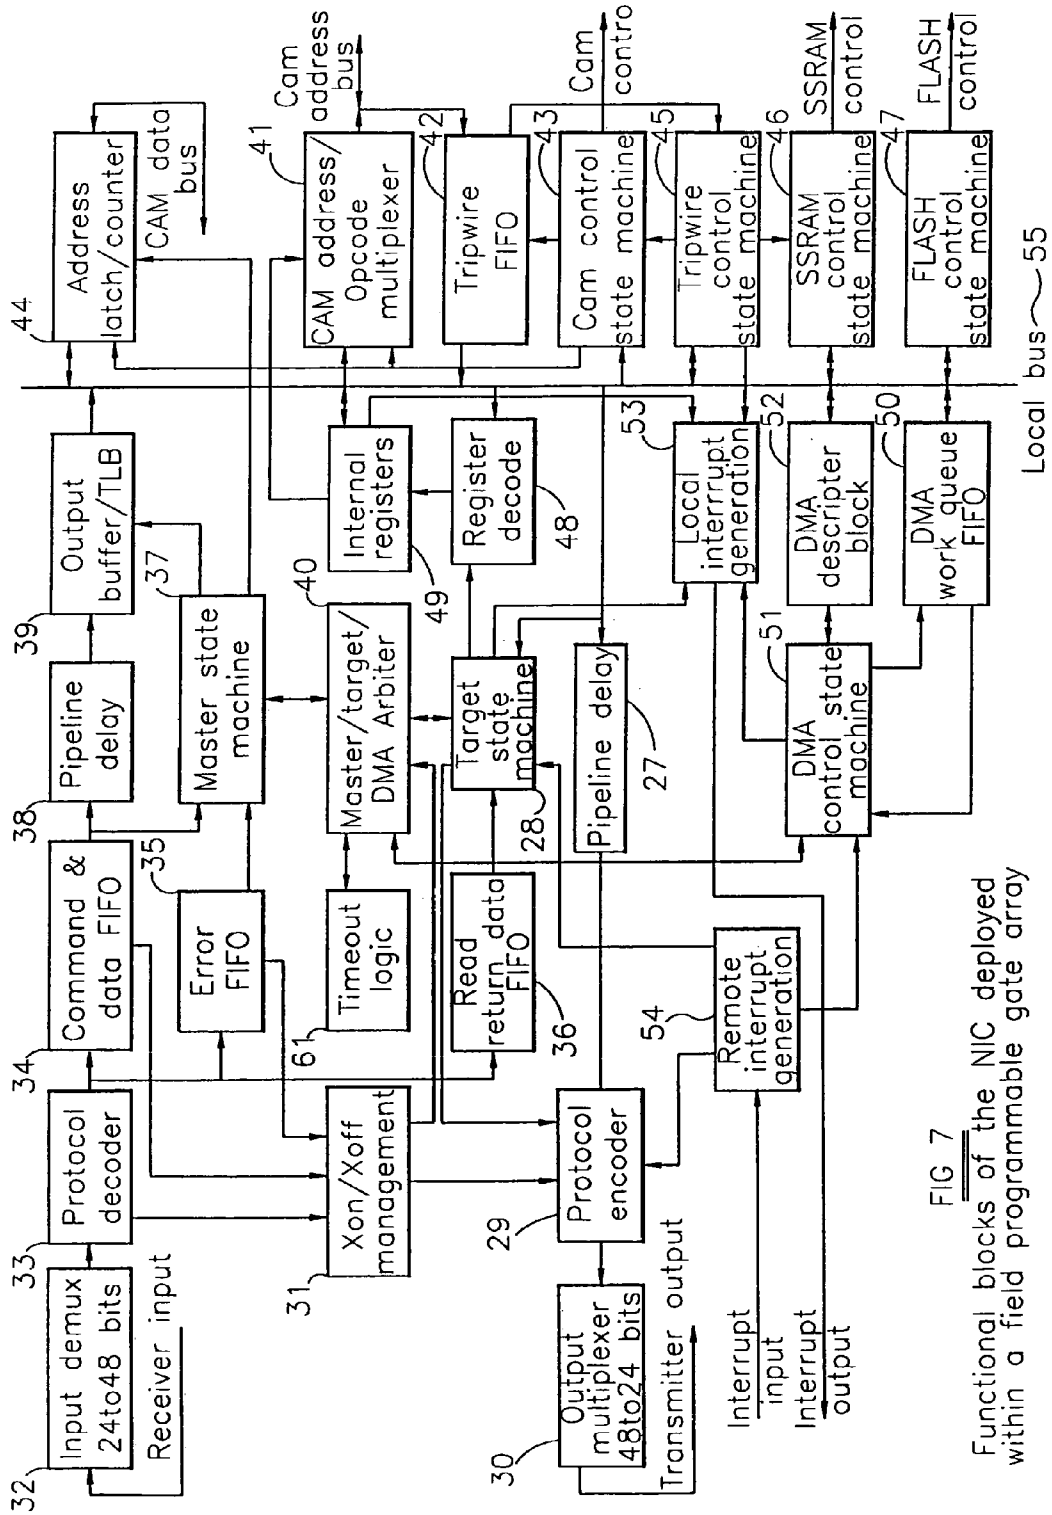 32
Input demux
24to48 bits
Receiver input
33
Protocol
decoder
34
Command &
data FIFO
38
Pipeline
delay
39
Output
buffer/TLB
44
Address
latch/counter
CAM data
bus
35
Error
FIFO
37
Master state
machine
31
Xon/Xoff
management
61
Timeout
logic
40
Master/target/
DMA Arbiter
49
Internal
registers
41
CAM address/
Opcode
multiplexer
Cam
address
bus
36
Read
return data
FIFO
28
Target
state
machine
48
Register
decode
42
Tripwire
FIFO
30
Output
multiplexer
48to24 bits
Transmitter output
29
Protocol
encoder
27
Pipeline delay
43
Cam control
state machine
Cam
contro
54
Remote
interrupt
generation
Interrupt
input
Interrupt
output
53
Local
interrrupt
generation
45
Tripwire
control
state machine
51
DMA
control state
machine
52
DMA
descripter
block
46
SSRAM
control
state machine
SSRAM
control
50
DMA
work queue
FIFO
47
FLASH
control
state machine
FLASH
control
Local bus 55
FIG 7
Functional blocks of the NIC deployed
within a field programmable gate array